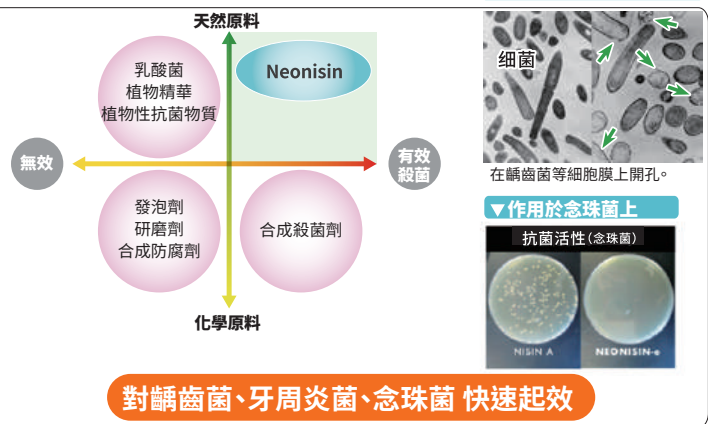 天然原料
乳酸菌
植物精華
植物性抗菌物質
Neonisin
無效
有效
殺菌
發泡劑
研磨劑
合成防腐劑
合成殺菌劑
化學原料
细菌
在齲齒菌等細胞膜上開孔。
▼作用於念珠菌上
抗菌活性(念珠菌)
NISIN A
NEONISIN-e
對齲齒菌、牙周炎菌、念珠菌 快速起效